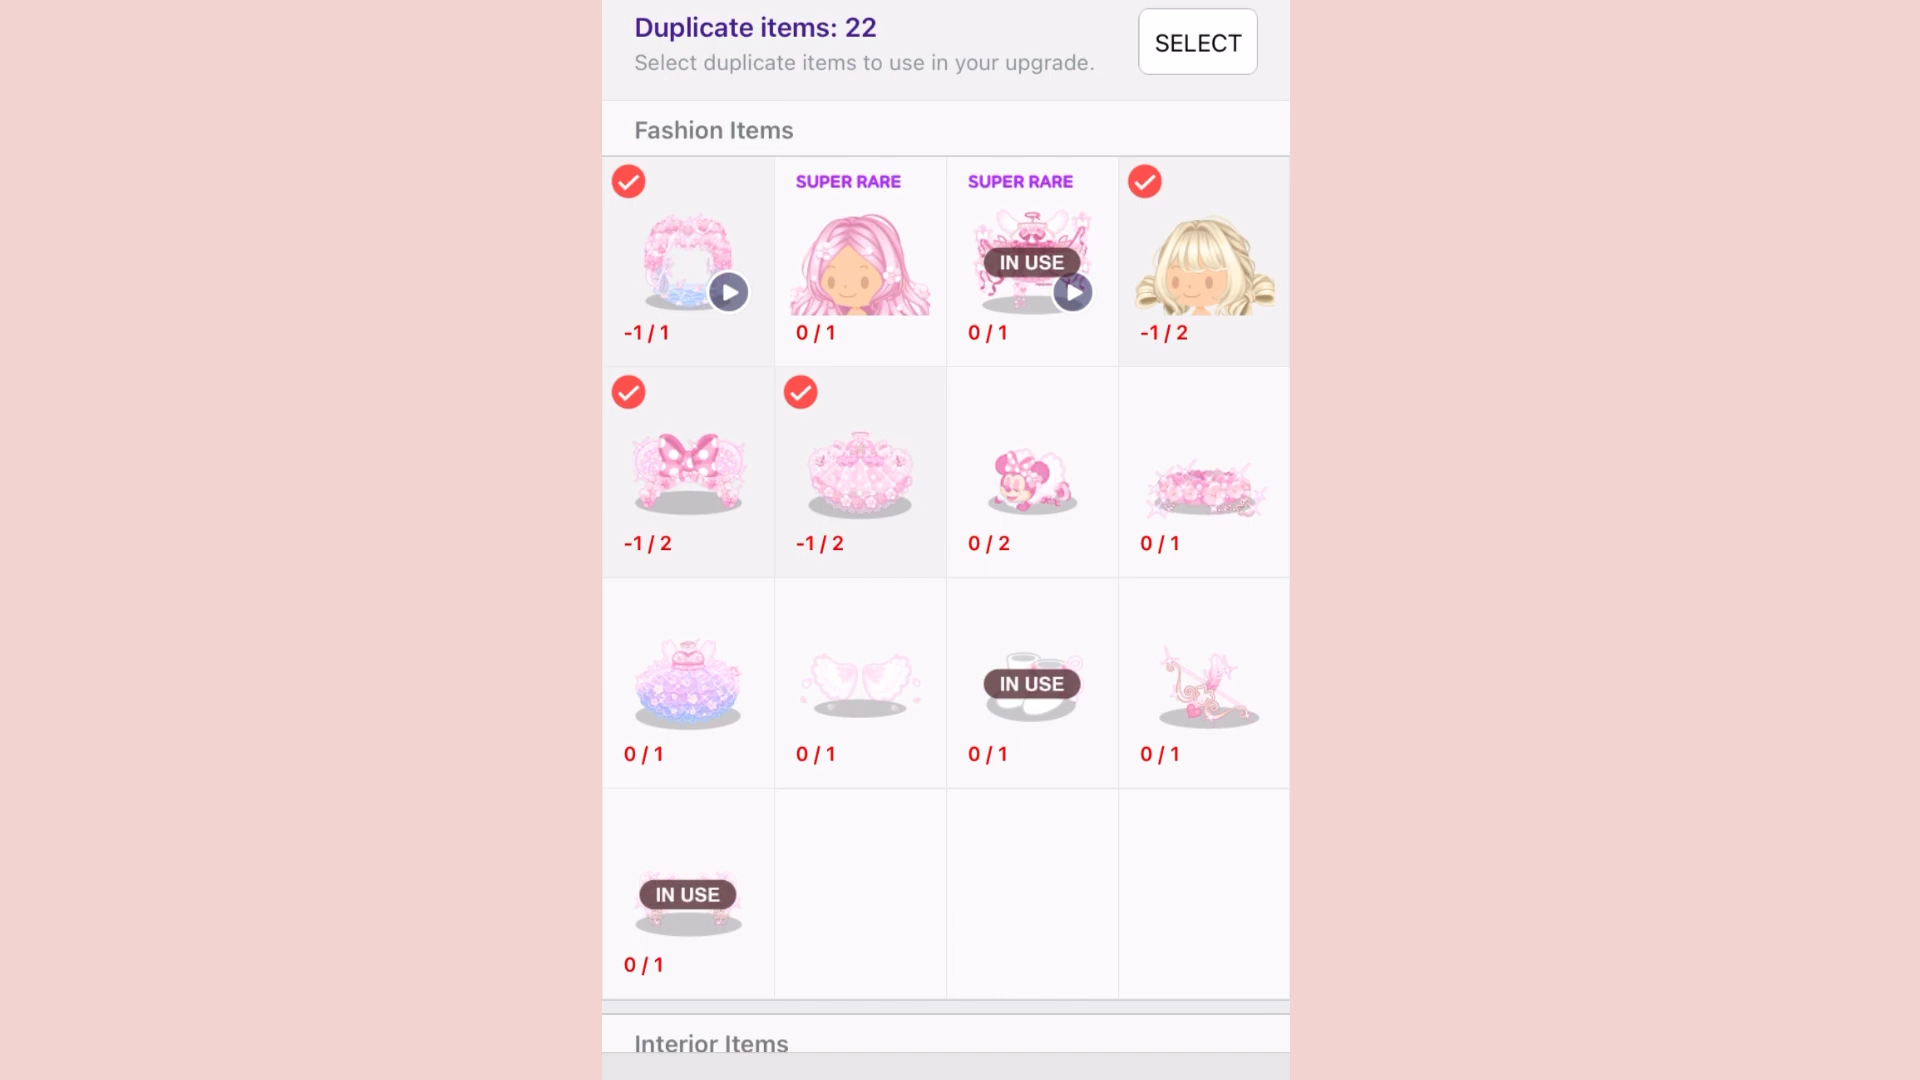 Duplicate items: 22
SELECT
Select duplicate items to use in your upgrade.
Fashion Items
SUPER RARE
SUPER RARE
IN USE
-1 / 1
0 / 1
0 / 1
-1 / 2
-1 / 2
-1 / 2
0 / 2
0 / 1
IN USE
0 / 1
0 / 1
0 / 1
0 / 1
IN USE
0 / 1
Interior Items